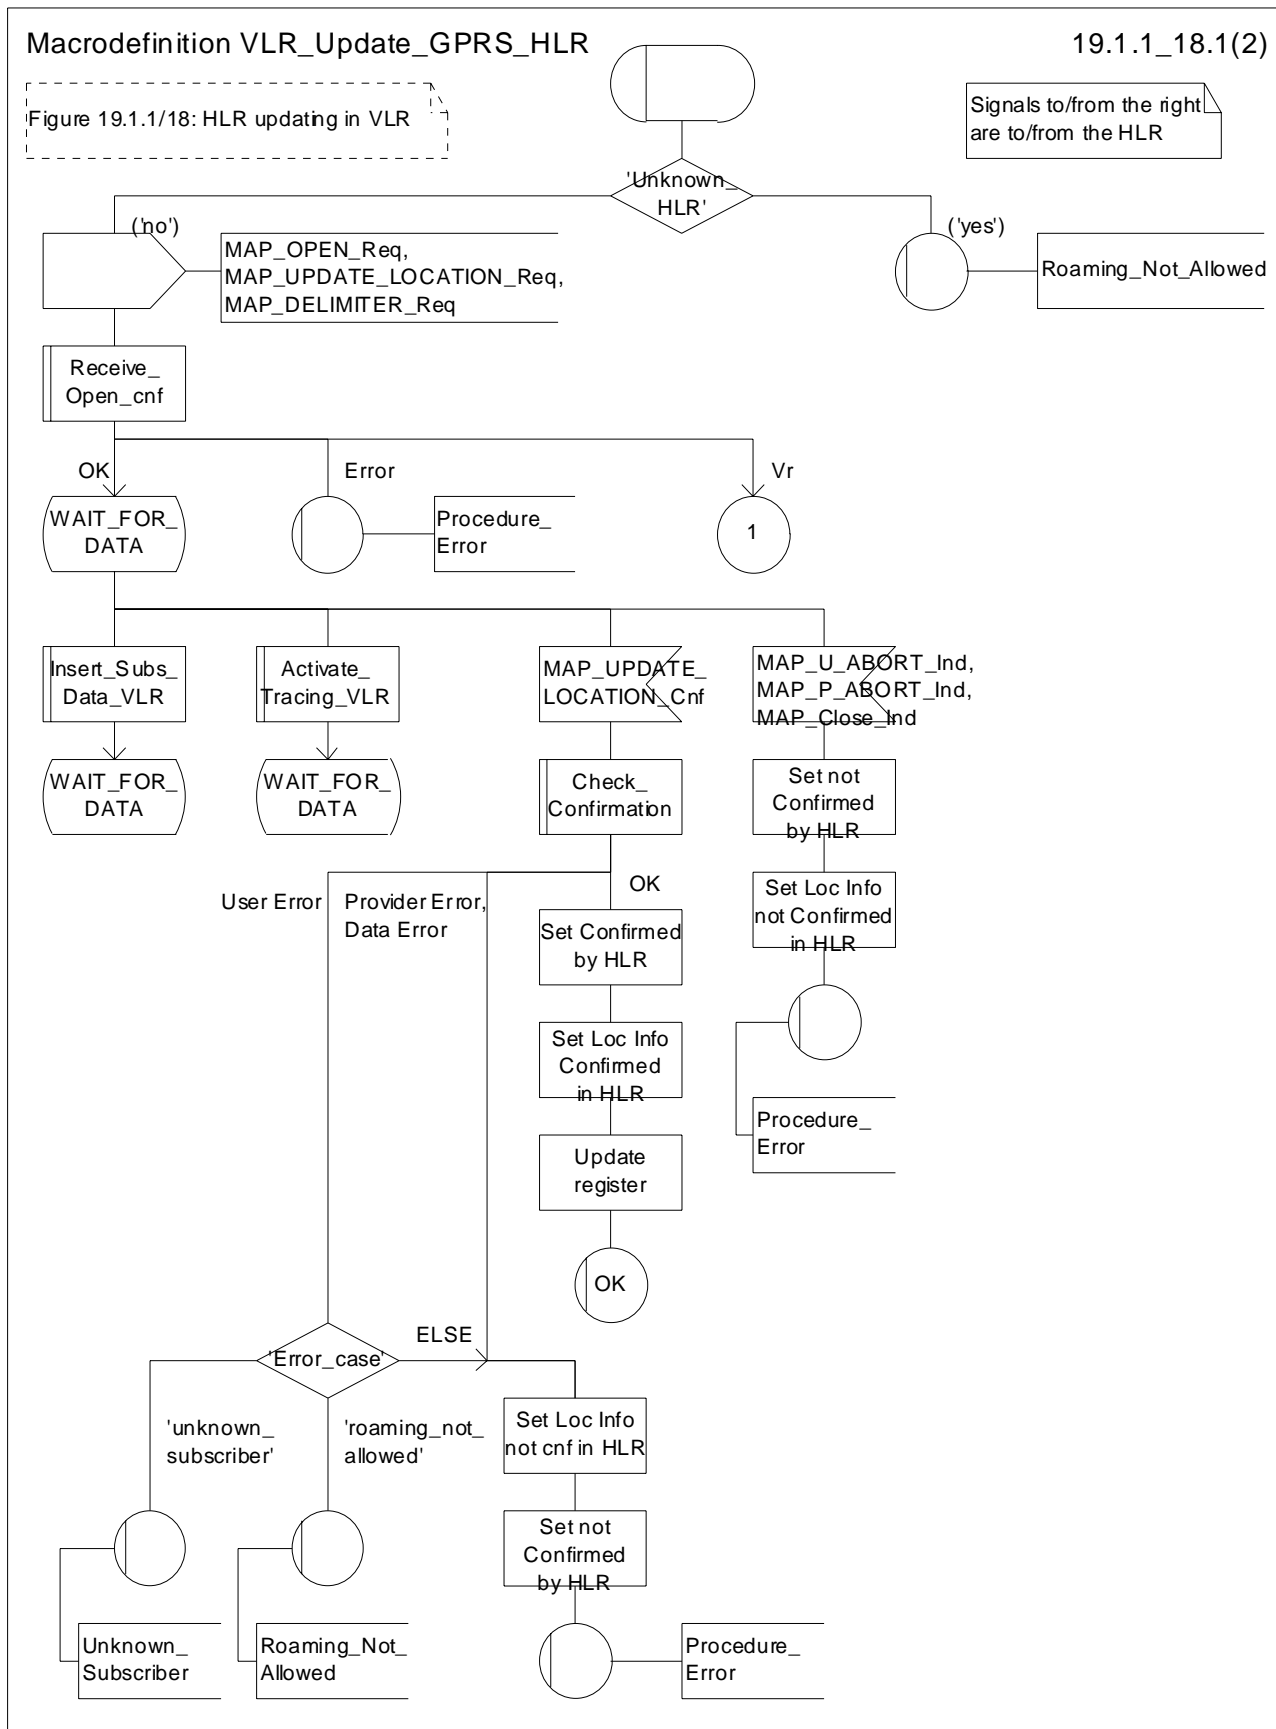 Macrodefinition VLR_Update_GPRS_HLR
19.1.1_18.1(2)
Figure 19.1.1/18: HLR updating in VLR
Signals to/from the right
are to/from the HLR
'Unknown_
HLR'
('no')
('yes')
MAP_OPEN_Req,
MAP_UPDATE_LOCATION_Req,
MAP_DELIMITER_Req
Roaming_Not_Allowed
Receive_
Open_cnf
OK
Error
Vr
WAIT_FOR_
DATA
Procedure_
Error
1
Insert_Subs_
Data_VLR
Activate_
Tracing_VLR
MAP_UPDATE_
LOCATION_Cnf
MAP_U_ABORT_Ind,
MAP_P_ABORT_Ind,
MAP_Close_Ind
WAIT_FOR_
DATA
WAIT_FOR_
DATA
Check_
Confirmation
Set not
Confirmed
by HLR
User Error
Provider Error,
Data Error
OK
Set Confirmed
by HLR
Set Loc Info
not Confirmed
in HLR
Set Loc Info
Confirmed
in HLR
Procedure_
Error
Update
register
OK
ELSE
'Error_case'
'unknown_
subscriber'
'roaming_not_
allowed'
Set Loc Info
not cnf in HLR
Set not
Confirmed
by HLR
Unknown_
Subscriber
Roaming_Not_
Allowed
Procedure_
Error